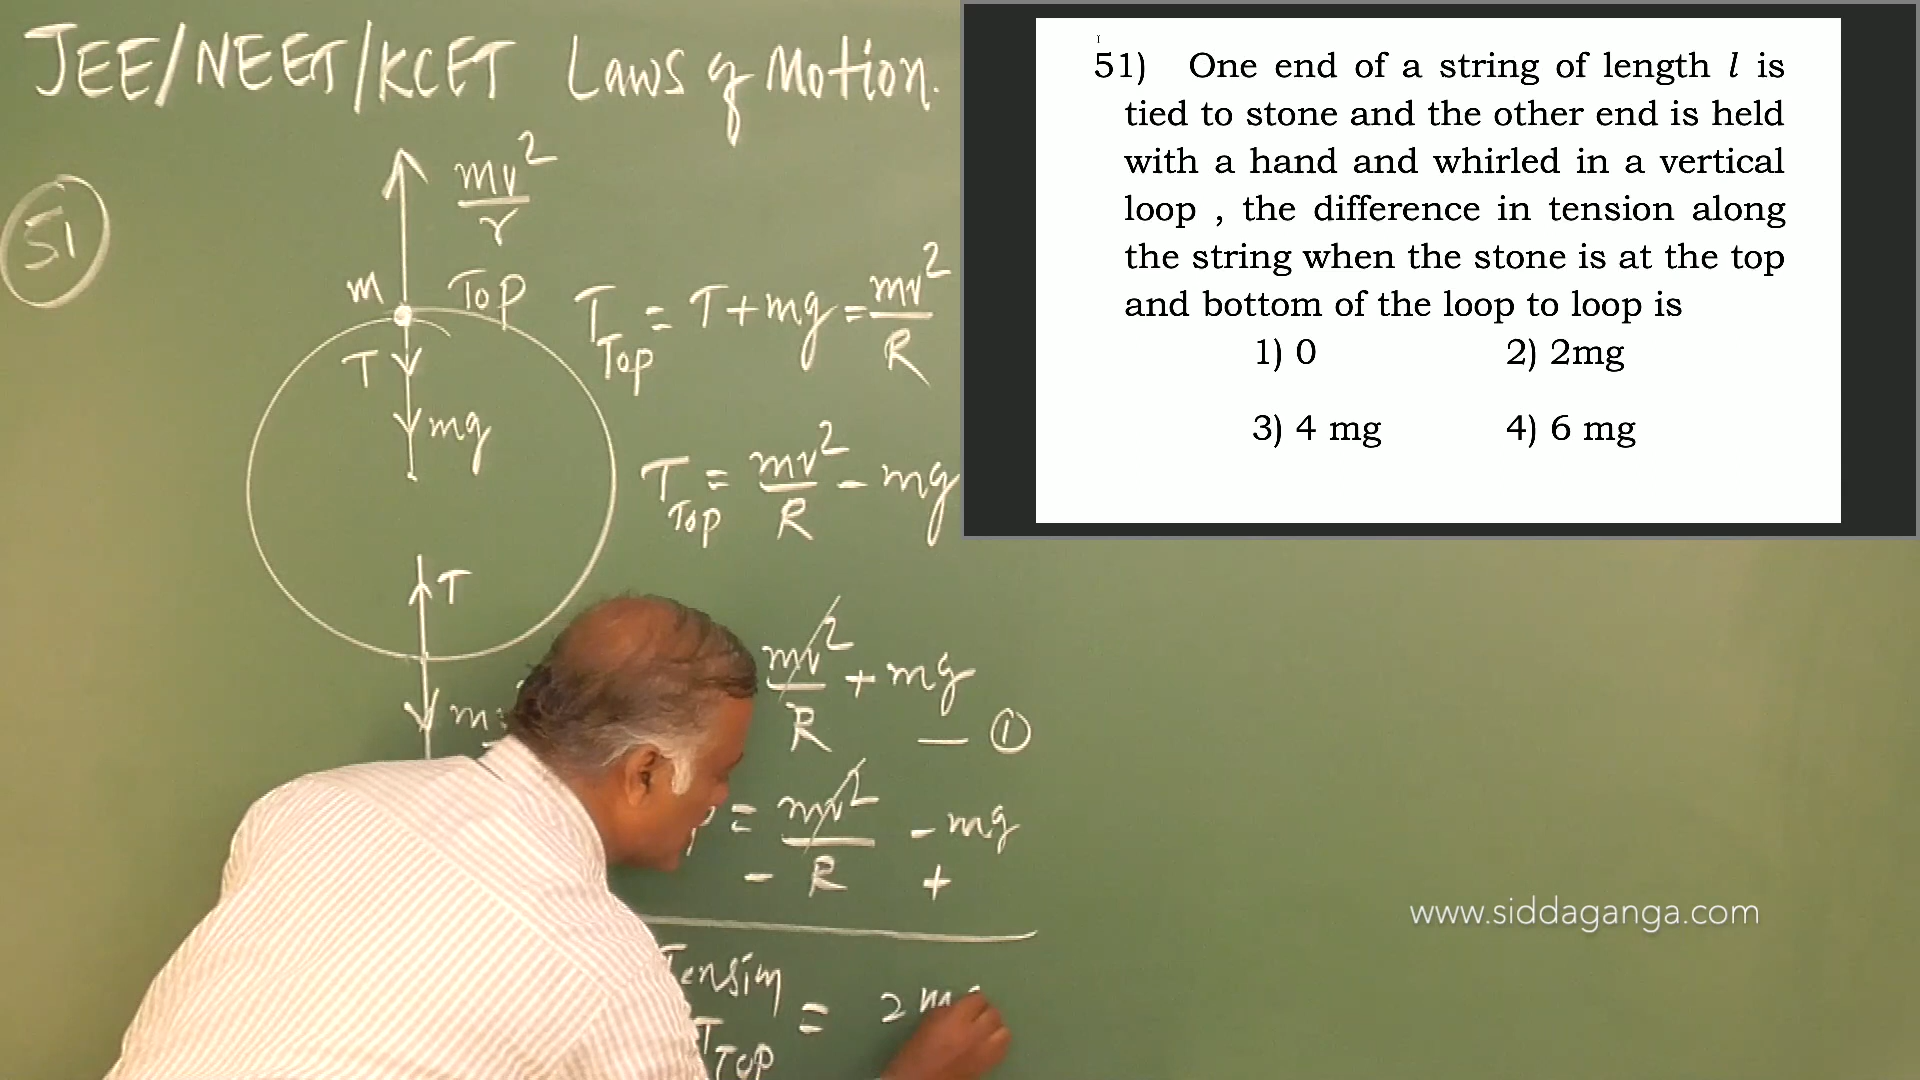 JEE/NEET/KCET Laws of Motion.
51
mv²/r
m
TOP
T
mg
T Top = T + mg = mv²/R
T Top = mv²/R - mg
T
mv²/R + mg
— ①
= mv²/R - mg
- +
Tension
T TOP = 2 m
51) One end of a string of length l is
tied to stone and the other end is held
with a hand and whirled in a vertical
loop , the difference in tension along
the string when the stone is at the top
and bottom of the loop to loop is
1) 0 2) 2mg
3) 4 mg 4) 6 mg
www.siddaganga.com